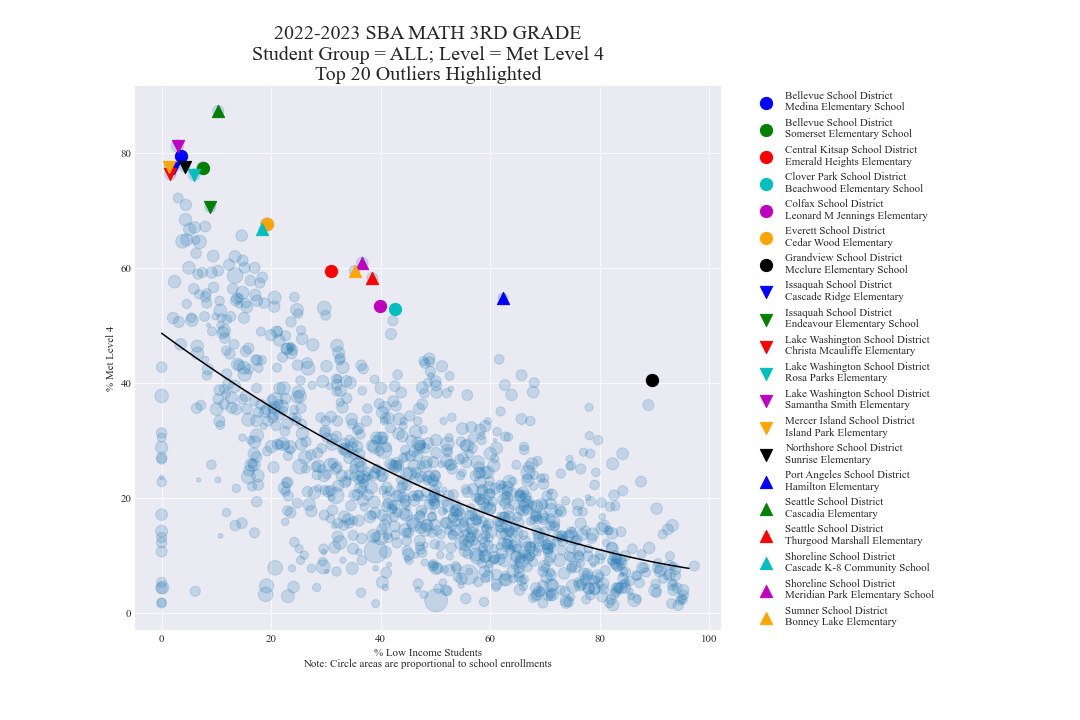 2022-2023 SBA MATH 3RD GRADE
Student Group = ALL; Level = Met Level 4
Top 20 Outliers Highlighted
% Met Level 4
80
60
40
20
0
0 20 40 60 80 100
% Low Income Students
Note: Circle areas are proportional to school enrollments
Bellevue School District
Medina Elementary School
Bellevue School District
Somerset Elementary School
Central Kitsap School District
Emerald Heights Elementary
Clover Park School District
Beachwood Elementary School
Colfax School District
Leonard M Jennings Elementary
Everett School District
Cedar Wood Elementary
Grandview School District
Mcclure Elementary School
Issaquah School District
Cascade Ridge Elementary
Issaquah School District
Endeavour Elementary School
Lake Washington School District
Christa Mcauliffe Elementary
Lake Washington School District
Rosa Parks Elementary
Lake Washington School District
Samantha Smith Elementary
Mercer Island School District
Island Park Elementary
Northshore School District
Sunrise Elementary
Port Angeles School District
Hamilton Elementary
Seattle School District
Cascadia Elementary
Seattle School District
Thurgood Marshall Elementary
Shoreline School District
Cascade K-8 Community School
Shoreline School District
Meridian Park Elementary School
Sumner School District
Bonney Lake Elementary